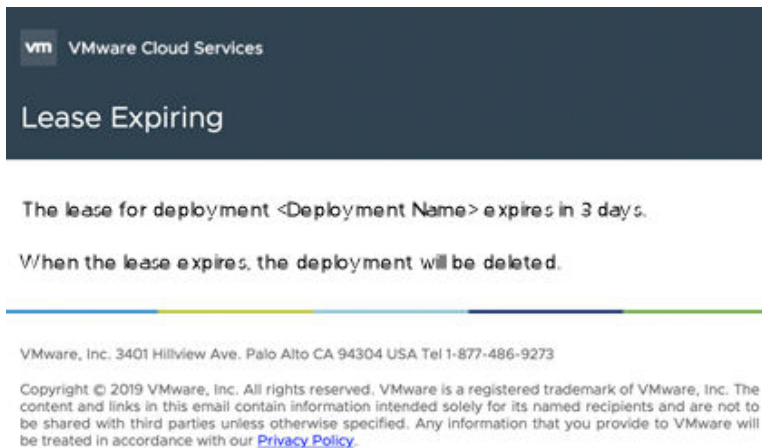 vm VMware Cloud Services
Lease Expiring
The lease for deployment <Deployment Name> expires in 3 days.
When the lease expires, the deployment will be deleted.
VMware, Inc. 3401 Hillview Ave. Palo Alto CA 94304 USA Tel 1-877-486-9273
Copyright © 2019 VMware, Inc. All rights reserved. VMware is a registered trademark of VMware, Inc. The
content and links in this email contain information intended solely for its named recipients and are not to
be shared with third parties unless otherwise specified. Any information that you provide to VMware will
be treated in accordance with our Privacy Policy.